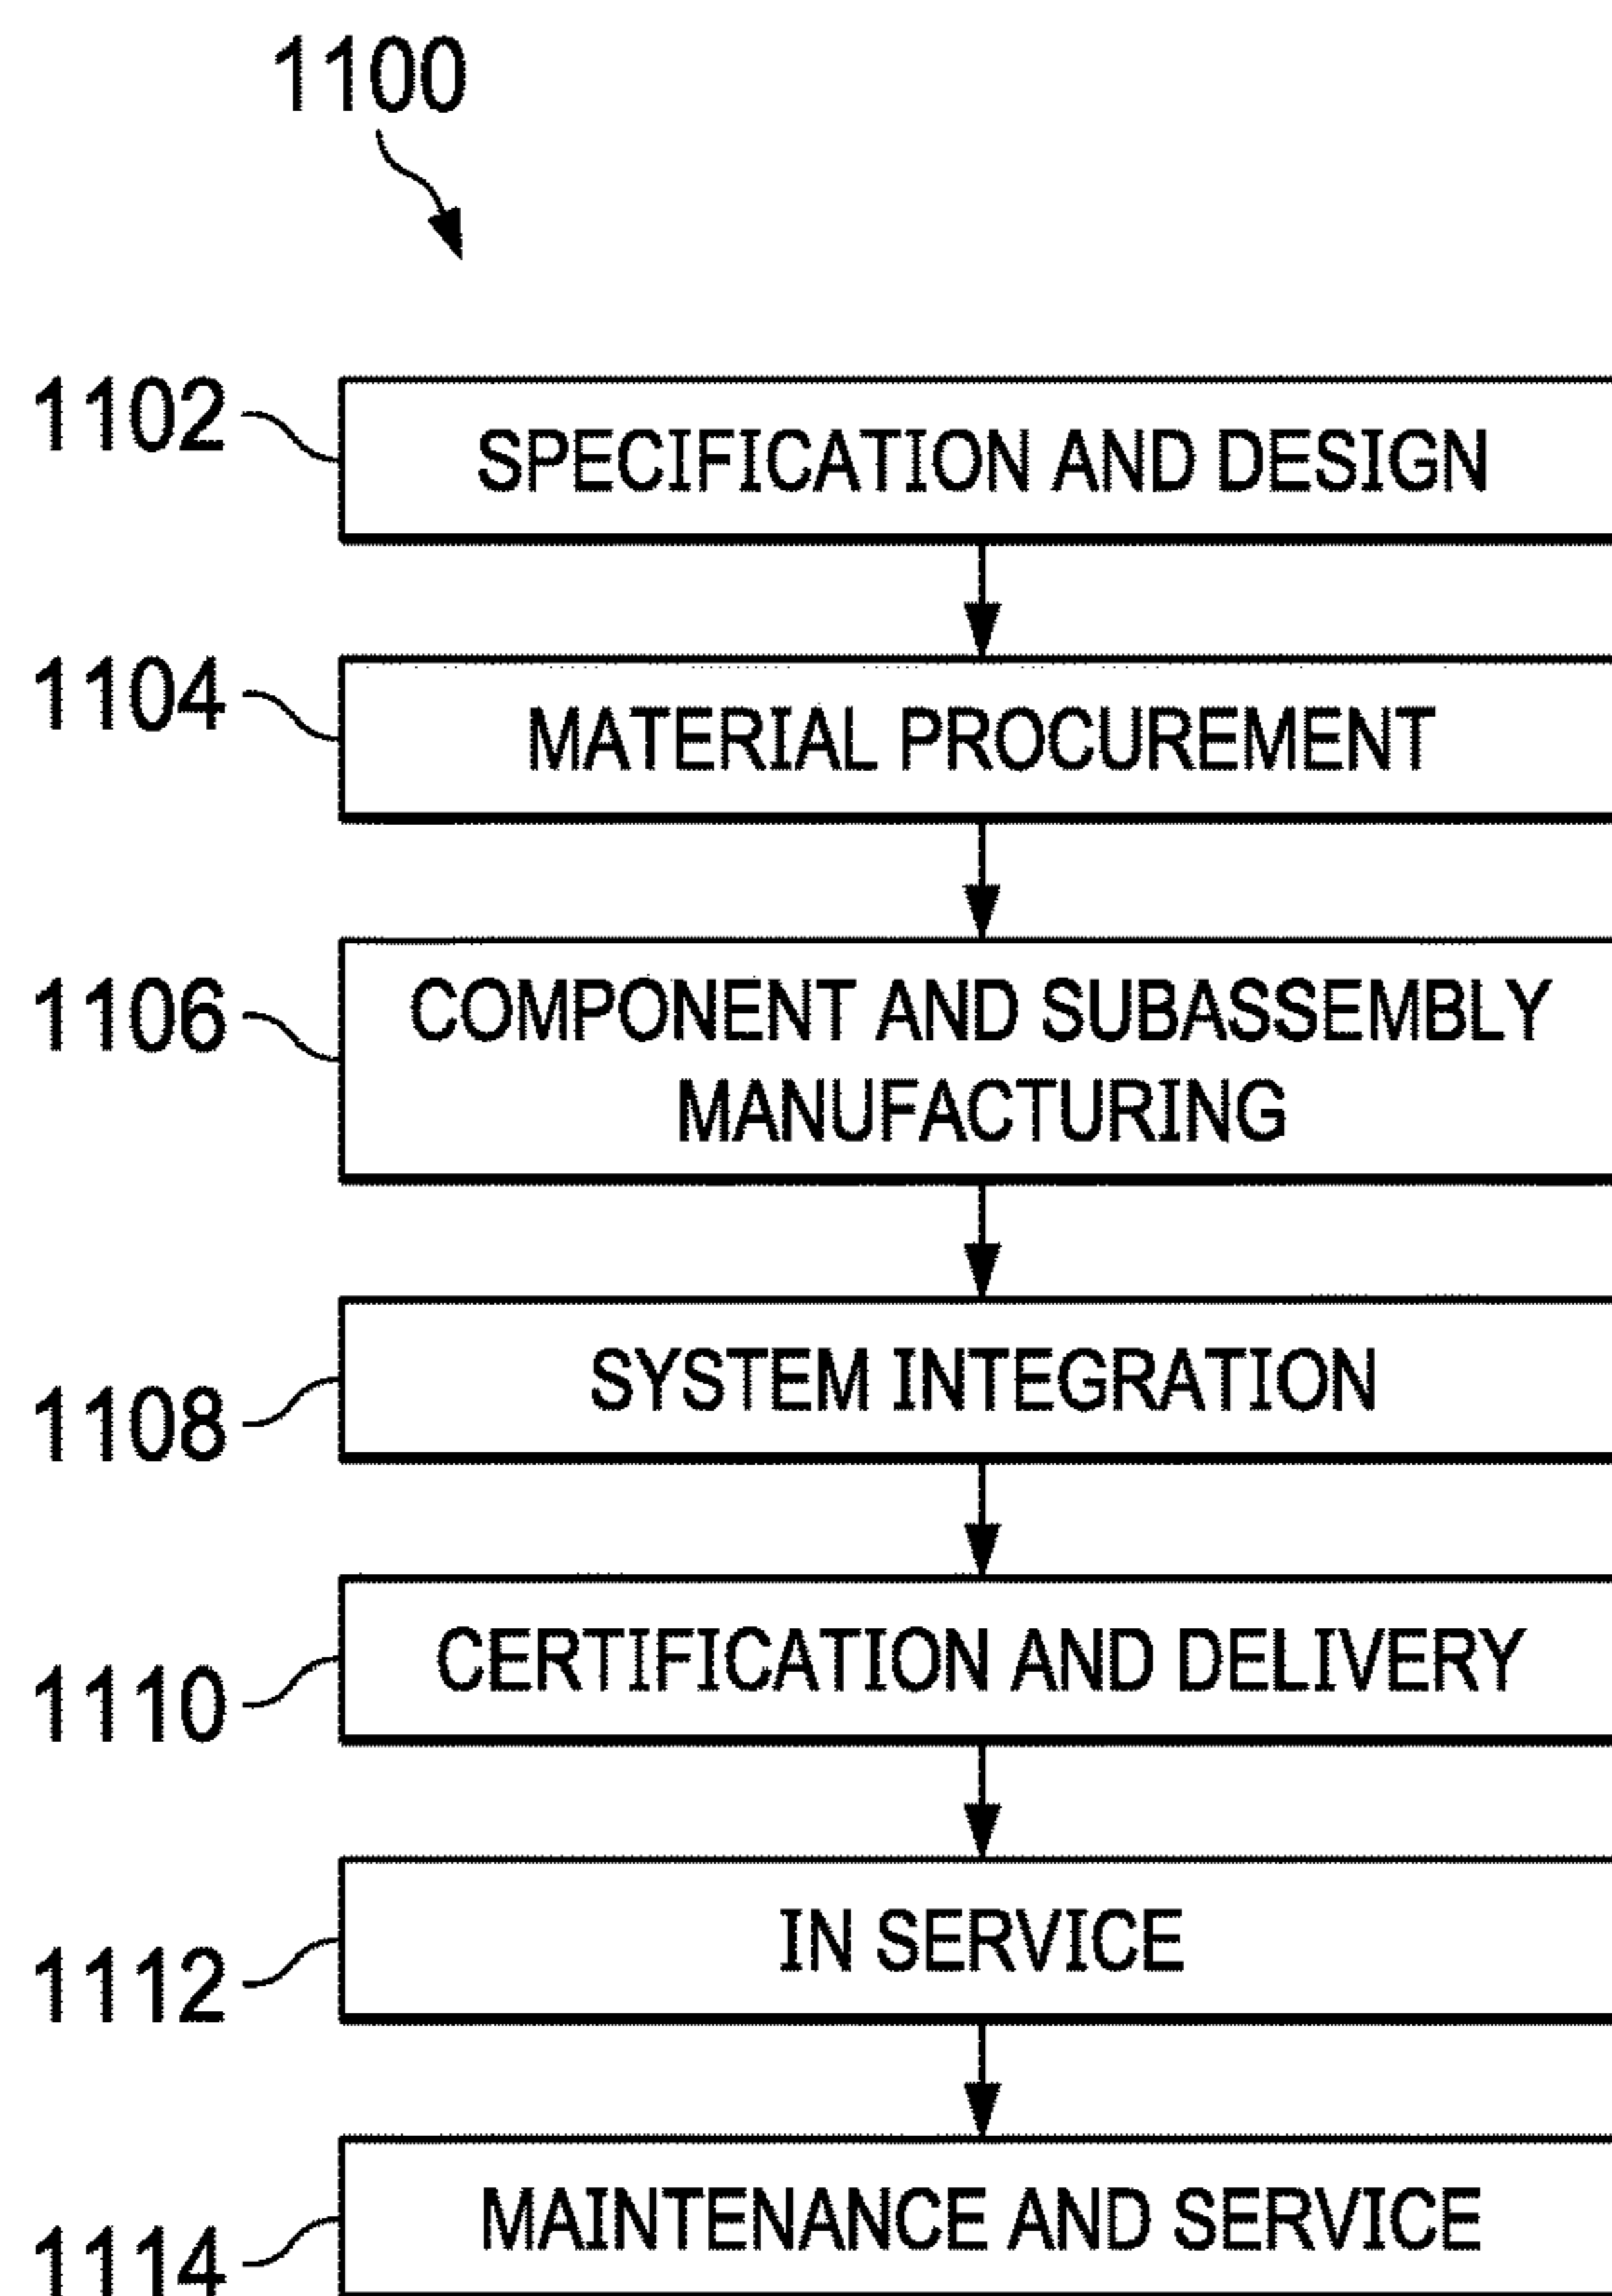 1100
1102 SPECIFICATION AND DESIGN
1104 MATERIAL PROCUREMENT
1106 COMPONENT AND SUBASSEMBLY
MANUFACTURING
1108 SYSTEM INTEGRATION
1110 CERTIFICATION AND DELIVERY
1112 IN SERVICE
1114 MAINTENANCE AND SERVICE